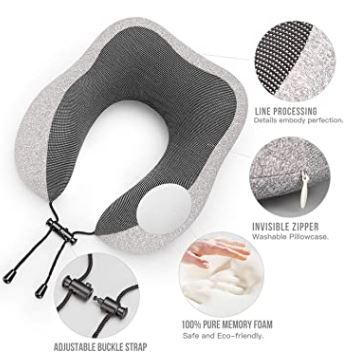 LINE PROCESSING
Details embody perfection.
INVISIBLE ZIPPER
Washable Pillowcase.
100% PURE MEMORY FOAM
Safe and Eco-friendly.
ADJUSTABLE BUCKLE STRAP